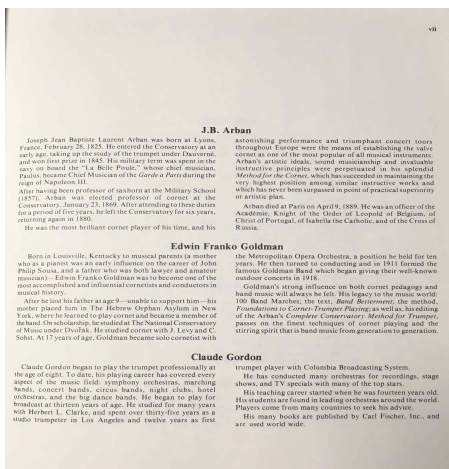 vii
J.B. Arban
Joseph Jean Baptiste Laurent Arban was born at Lyons,
France, February 28, 1825. He entered the Conservatory at an
early age, taking up the study of the trumpet under Dauverné,
and won first prize in 1845. His military term was spent in the
navy on board the "La Belle Poule," whose chief musician,
Paulus, became Chief Musician of the Garde à Paris during the
reign of Napoleon III.
After having been professor of saxhorn at the Military School
(1857), Arban was elected professor of cornet at the
Conservatory, January 23, 1869. After attending to these duties
for a period of five years, he left the Conservatory for six years,
returning again in 1880.
He was the most brilliant cornet player of his time, and his
astonishing performance and triumphant concert tours
throughout Europe were the means of establishing the valve
cornet as one of the most popular of all musical instruments.
Arban's artistic ideals, sound musicianship and invaluable
instructive principles were perpetuated in his splendid
Method for the Cornet, which has succeeded in maintaining the
very highest position among similar instructive works and
which has never been surpassed in point of practical superiority
or artistic plan.
Arban died at Paris on April 9, 1889. He was an officer of the
Académie, Knight of the Order of Leopold of Belgium, of
Christ of Portugal, of Isabella the Catholic, and of the Cross of
Russia.
Edwin Franko Goldman
Born in Louisville, Kentucky to musical parents (a mother
who as a pianist was an early influence on the career of John
Philip Sousa, and a father who was both lawyer and amateur
musician)—Edwin Franko Goldman was to become one of the
most accomplished and influential cornetists and conductors in
musical history.
After he lost his father at age 9—unable to support him—his
mother placed him in The Hebrew Orphan Asylum in New
York, where he learned to play cornet and became a member of
the band. On scholarship, he studied at The National Conservatory
of Music under Dvořák. He studied cornet with J. Levy and C.
Sohst. At 17 years of age, Goldman became solo cornetist with
the Metropolitan Opera Orchestra, a position he held for ten
years. He then turned to conducting and in 1911 formed the
famous Goldman Band which began giving their well-known
outdoor concerts in 1918.
Goldman's strong influence on both cornet pedagogy and
band music will always be felt. His legacy to the music world:
100 Band Marches; the text, Band Betterment; the method,
Foundations to Cornet-Trumpet Playing; as well as, his editing
of the Arban's Complete Conservatory Method for Trumpet,
passes on the finest techniques of cornet playing and the
stirring spirit that is band music from generation to generation.
Claude Gordon
Claude Gordon began to play the trumpet professionally at
the age of eight. To date, his playing career has covered every
aspect of the music field: symphony orchestras, marching
bands, concert bands, circus bands, night clubs, hotel
orchestras, and the big dance bands. He began to play for
broadcast at thirteen years of age. He studied for many years
with Herbert L. Clarke, and spent over thirty-five years as a
studio trumpeter in Los Angeles and twelve years as first
trumpet player with Columbia Broadcasting System.
He has conducted many orchestras for recordings, stage
shows, and TV specials with many of the top stars.
His teaching career started when he was fourteen years old.
His students are found in leading orchestras around the world.
Players come from many countries to seek his advice.
His many books are published by Carl Fischer, Inc., and
are used world wide.